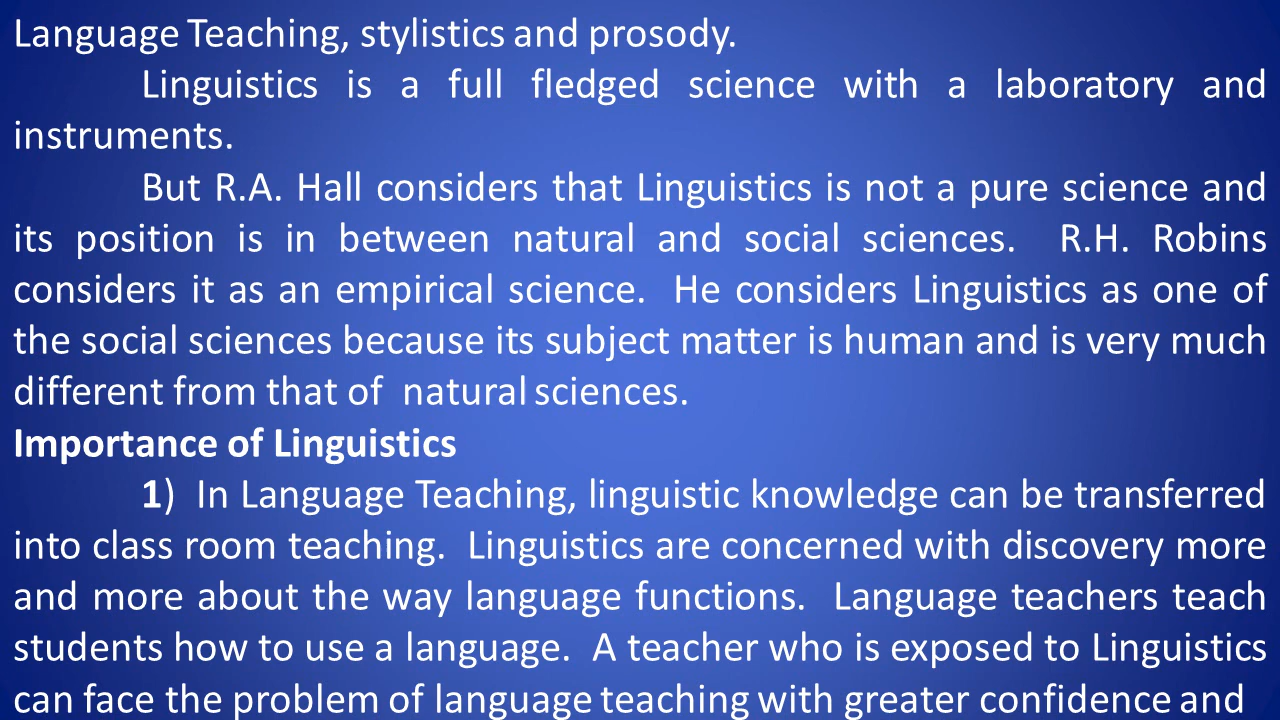 Language Teaching, stylistics and prosody.
Linguistics is a full fledged science with a laboratory and
instruments.
But R.A. Hall considers that Linguistics is not a pure science and
its position is in between natural and social sciences. R.H. Robins
considers it as an empirical science. He considers Linguistics as one of
the social sciences because its subject matter is human and is very much
different from that of natural sciences.
Importance of Linguistics
1) In Language Teaching, linguistic knowledge can be transferred
into class room teaching. Linguistics are concerned with discovery more
and more about the way language functions. Language teachers teach
students how to use a language. A teacher who is exposed to Linguistics
can face the problem of language teaching with greater confidence and